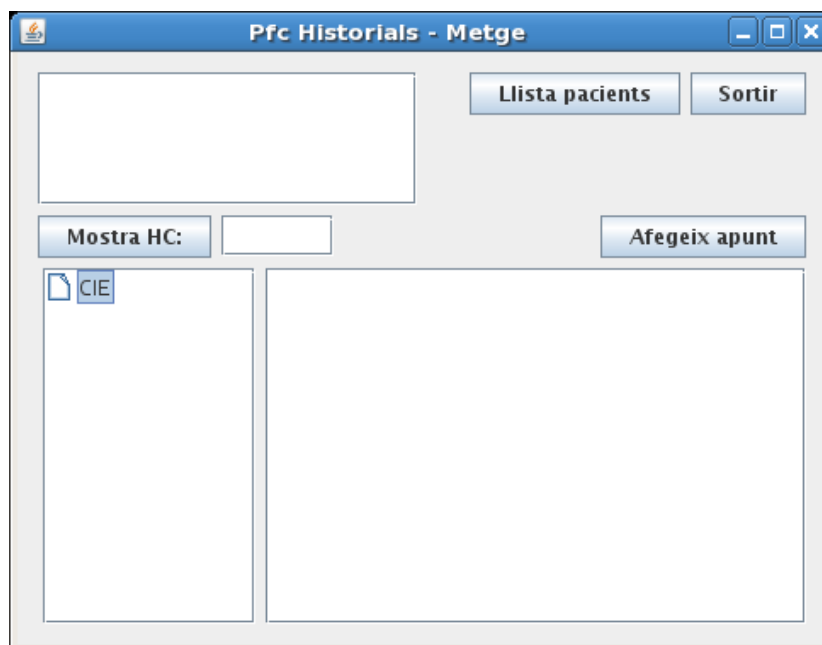 Pfc Historials - Metge
Llista pacients Sortir
Mostra HC: Afegeix apunt
CIE